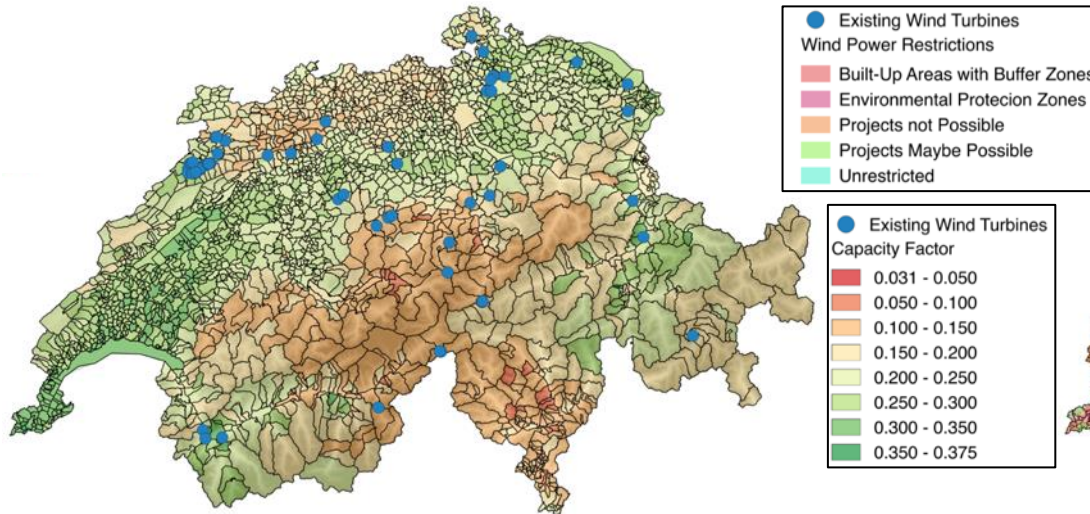 Existing Wind Turbines
Wind Power Restrictions
Built-Up Areas with Buffer Zones
Environmental Protecion Zones
Projects not Possible
Projects Maybe Possible
Unrestricted
Existing Wind Turbines
Capacity Factor
0.031 - 0.050
0.050 - 0.100
0.100 - 0.150
0.150 - 0.200
0.200 - 0.250
0.250 - 0.300
0.300 - 0.350
0.350 - 0.375